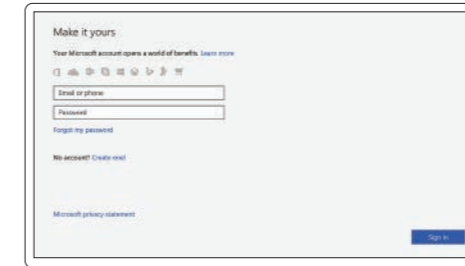 Make it yours
Your Microsoft account opens a world of benefits. Learn more
Email or phone
Password
Forgot my password
No account? Create one!
Microsoft privacy statement
Sign in